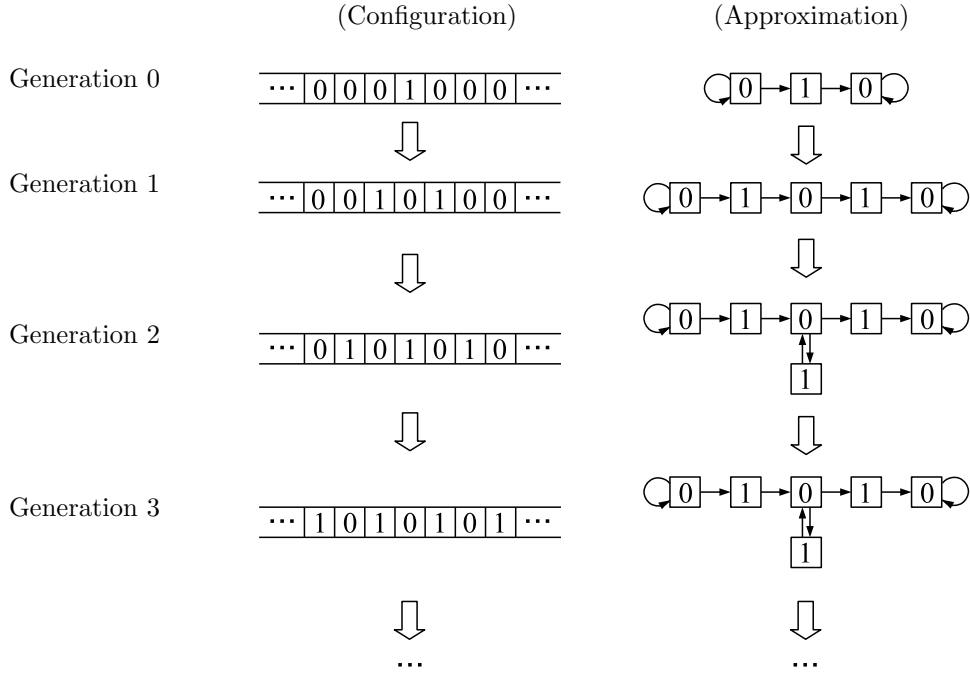 (Configuration) (Approximation)
Generation 0 ... 0 0 0 1 0 0 0 ... 0 1 0
Generation 1 ... 0 0 1 0 1 0 0 ... 0 1 0 1 0
Generation 2 ... 0 1 0 1 0 1 0 ... 0 1 0 1 0
1
Generation 3 ... 1 0 1 0 1 0 1 ... 0 1 0 1 0
1
... ...